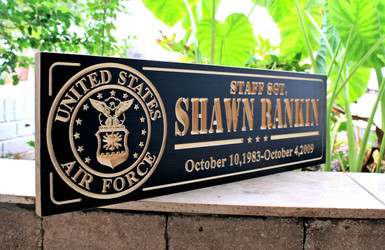 UNITED STATES
AIR FORCE
STAFF SGT.
SHAWN RANKIN
October 10,1983-October 4,2009